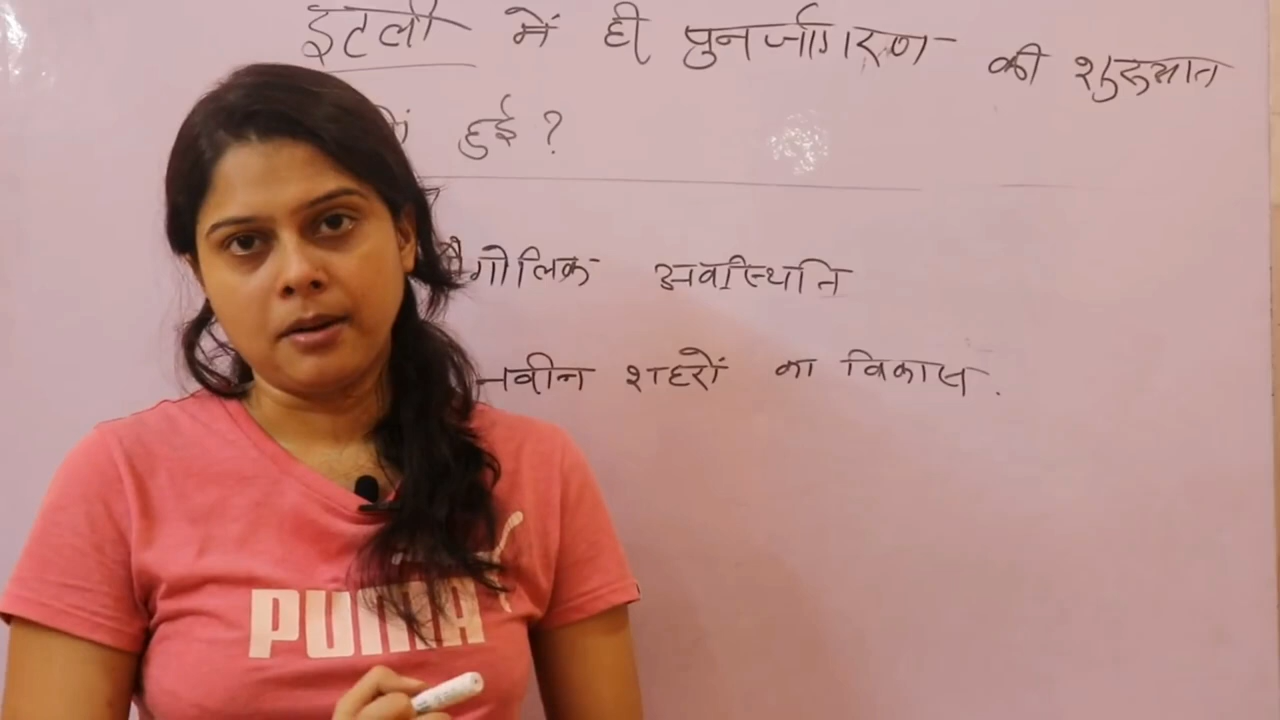 इटली में ही पुनर्जागरण की शुरुआत
हुई ?
भौगोलिक अवस्थिति
नवीन शहरों का विकास .
PUMA